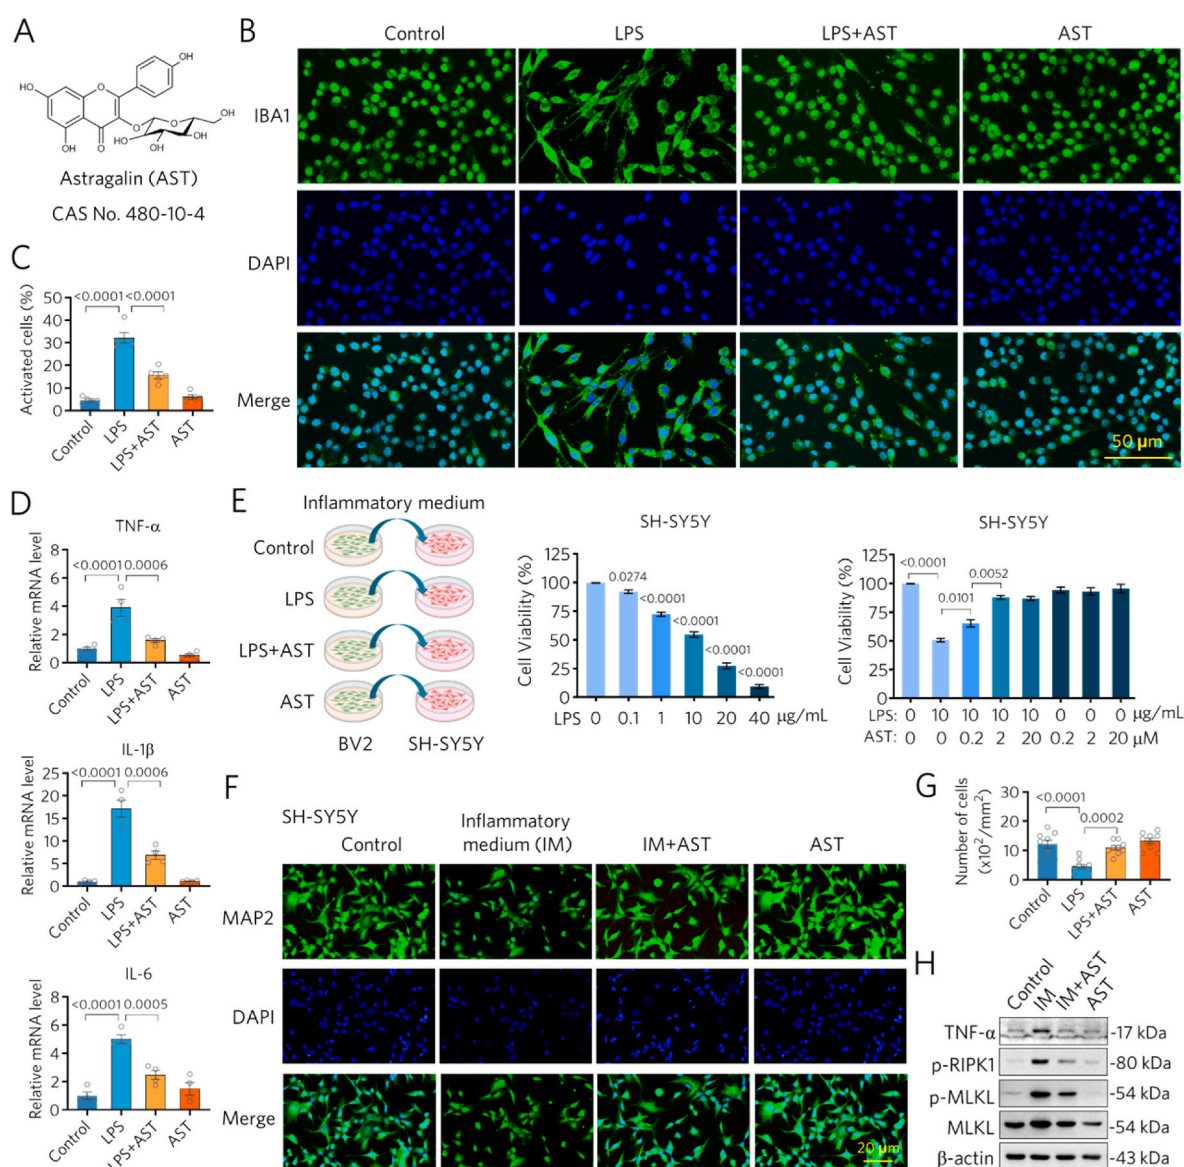 A
HO
OH
O
OH
O
O
HO
OH
O
OH
OH
Astragalin (AST)
CAS No. 480-10-4
B
Control LPS LPS+AST AST
IBA1
DAPI
Merge
50 μm
C
Activated cells (%)
50
40
30
20
10
0
<0.0001 <0.0001
Control LPS LPS+AST AST
D
TNF-α
Relative mRNA level
8
6
4
2
0
<0.0001 0.0006
Control LPS LPS+AST AST
IL-1β
Relative mRNA level
25
20
15
10
5
0
<0.0001 0.0006
Control LPS LPS+AST AST
IL-6
Relative mRNA level
10
8
6
4
2
0
<0.0001 0.0005
Control LPS LPS+AST AST
E
Inflammatory medium
Control
LPS
LPS+AST
AST
BV2 SH-SY5Y
SH-SY5Y
Cell Viability (%)
125
100
75
50
25
0
0.0274
<0.0001
<0.0001
<0.0001
<0.0001
LPS 0 0.1 1 10 20 40 μg/mL
SH-SY5Y
Cell Viability (%)
125
100
75
50
25
0
<0.0001
0.0101
0.0052
LPS: 0 10 10 10 10 0 0 0 μg/mL
AST: 0 0 0.2 2 20 0.2 2 20 μM
F
SH-SY5Y
Control Inflammatory medium (IM) IM+AST AST
MAP2
DAPI
Merge
20 μm
G
Number of cells
(x10²/mm²)
30
20
10
0
<0.0001
0.0002
Control LPS LPS+AST AST
H
Control IM IM+AST AST
TNF-α -17 kDa
p-RIPK1 -80 kDa
p-MLKL -54 kDa
MLKL -54 kDa
β-actin -43 kDa